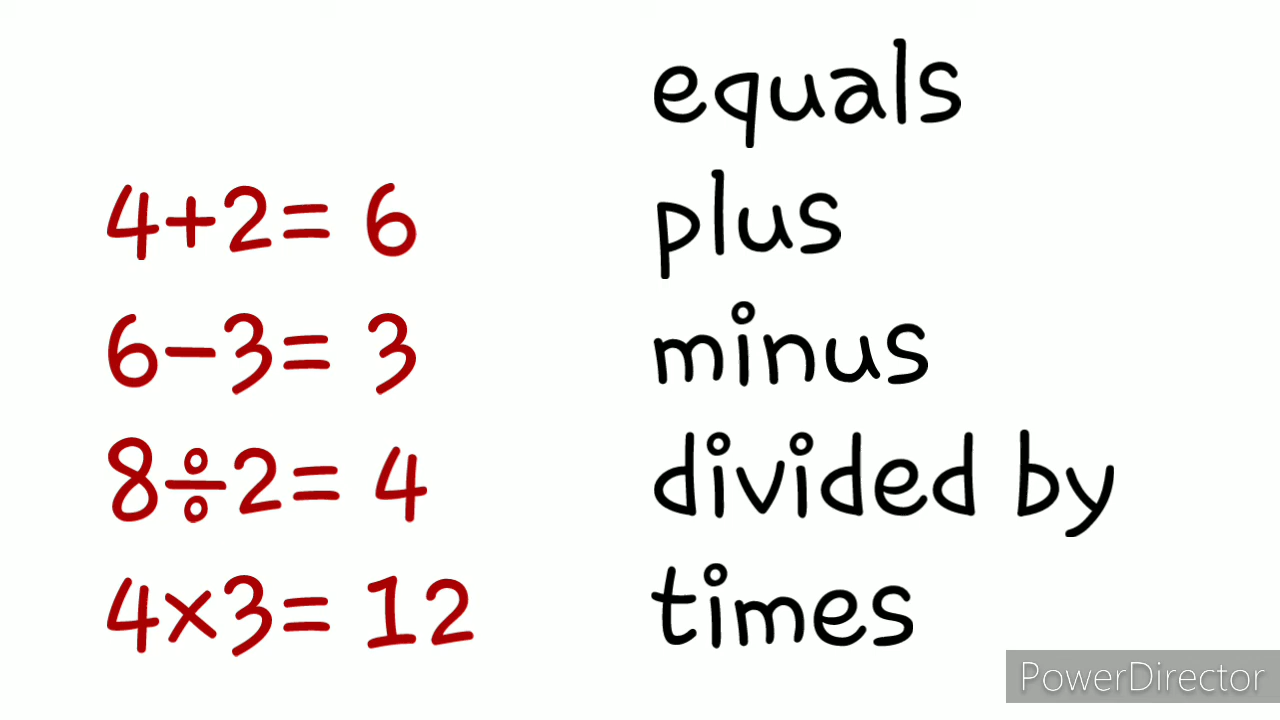 equals
4+2= 6 plus
6-3= 3 minus
8÷2= 4 divided by
4×3= 12 times
PowerDirector